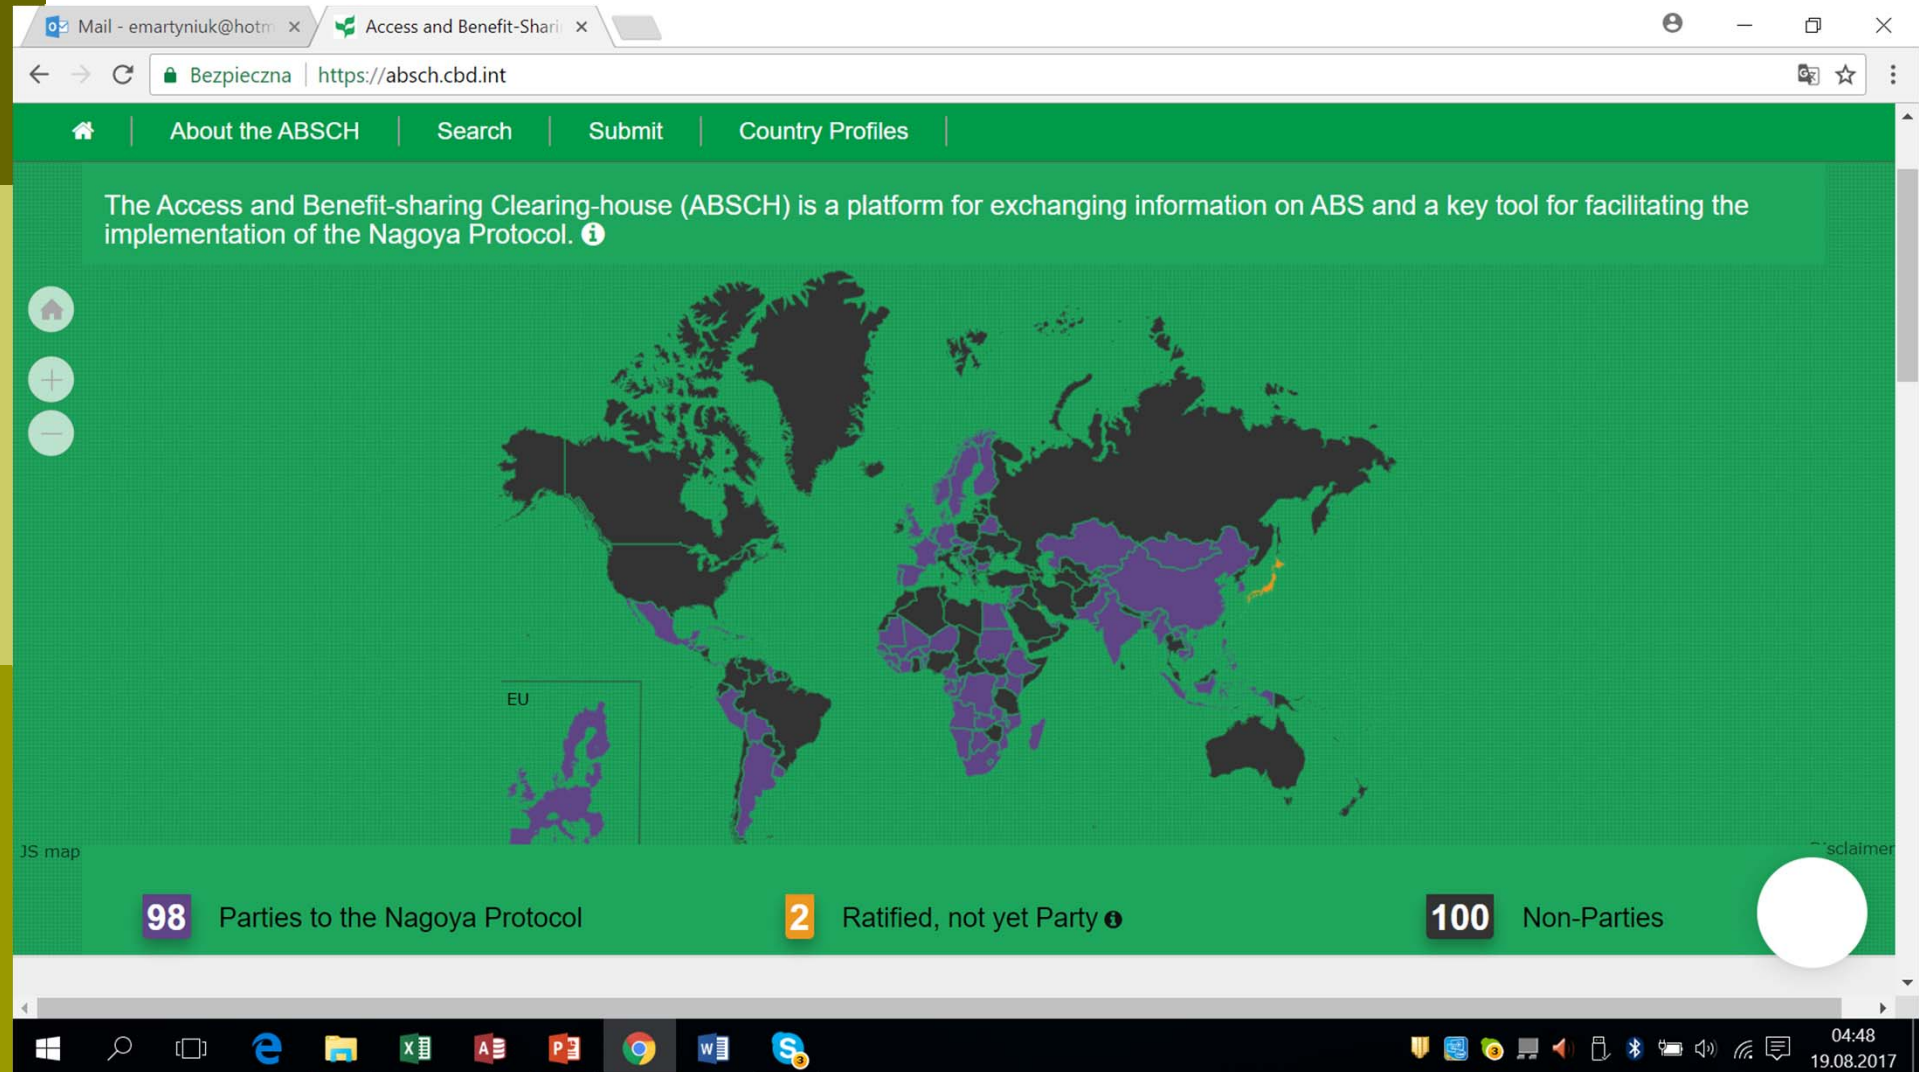 Mail - emartyniuk@hotm
Access and Benefit-Shari
Bezpieczna
https://absch.cbd.int
About the ABSCH
Search
Submit
Country Profiles
The Access and Benefit-sharing Clearing-house (ABSCH) is a platform for exchanging information on ABS and a key tool for facilitating the
implementation of the Nagoya Protocol.
EU
JS map
Disclaimer
98 Parties to the Nagoya Protocol
2 Ratified, not yet Party
100 Non-Parties
04:48
19.08.2017